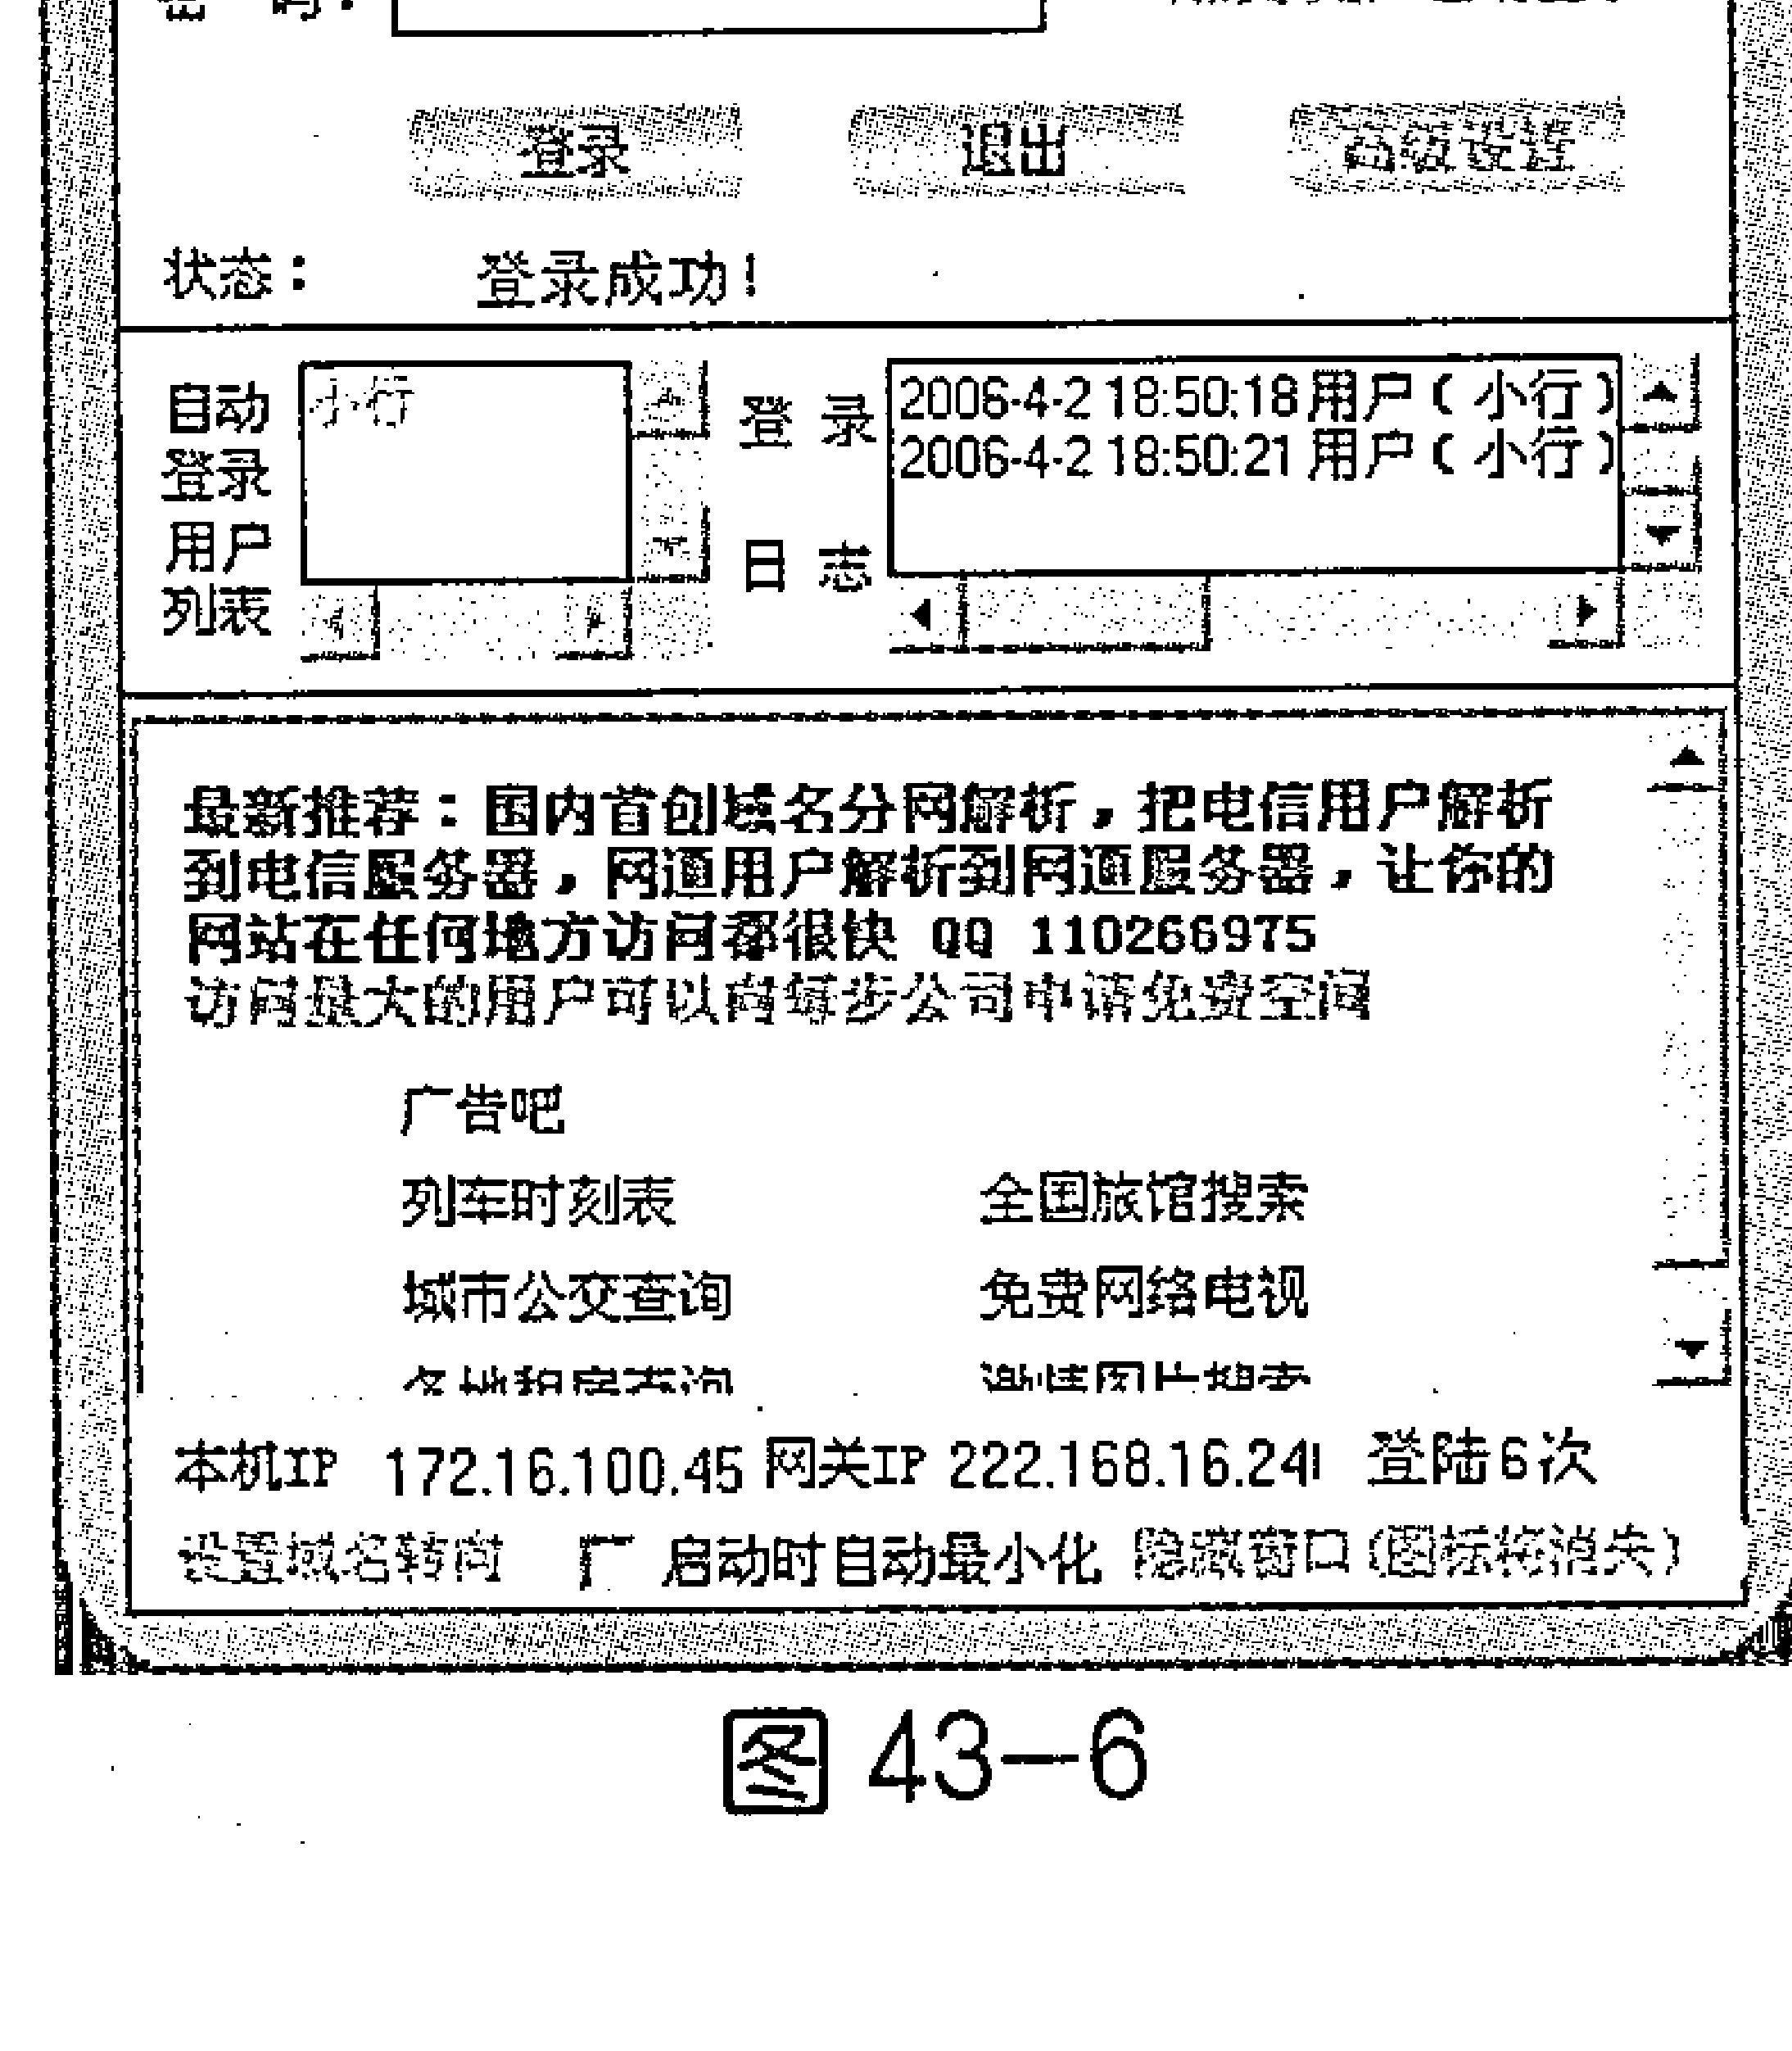 登录 退出 高级设置
状态： 登录成功！
自动登录用户列表
小行
登 录 日 志
2006-4-2 18:50:18 用户（小行）
2006-4-2 18:50:21 用户（小行）
最新推荐：国内首创域名分网解析，把电信用户解析
到电信服务器，网通用户解析到网通服务器，让你的
网站在任何地方访问都很快 QQ 110266975
访问量大的用户可以向每步公司申请免费空间
广告吧
列车时刻表 全国旅馆搜索
城市公交查询 免费网络电视
本机IP 172.16.100.45 网关IP 222.168.16.24 登陆6次
设置域名转向 启动时自动最小化 隐藏窗口（图标将消失）
图 43-6